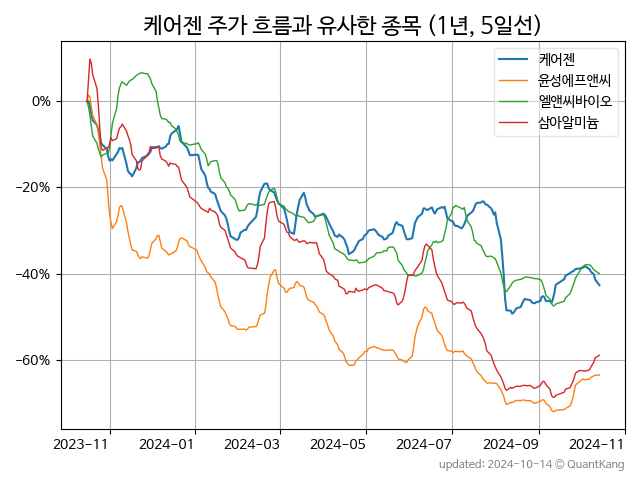 케어젠 주가 흐름과 유사한 종목 (1년, 5일선)
케어젠
윤성에프앤씨
엘앤씨바이오
삼아알미늄
0%
−20%
−40%
−60%
2023-11 2024-01 2024-03 2024-05 2024-07 2024-09 2024-11
updated: 2024-10-14 © QuantKang